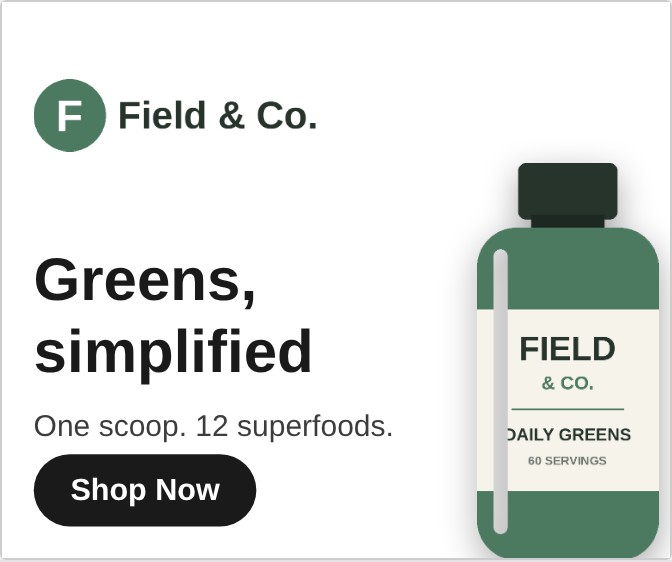 F
Field & Co.
Greens,
simplified
One scoop. 12 superfoods.
Shop Now
FIELD
& CO.
DAILY GREENS
60 SERVINGS